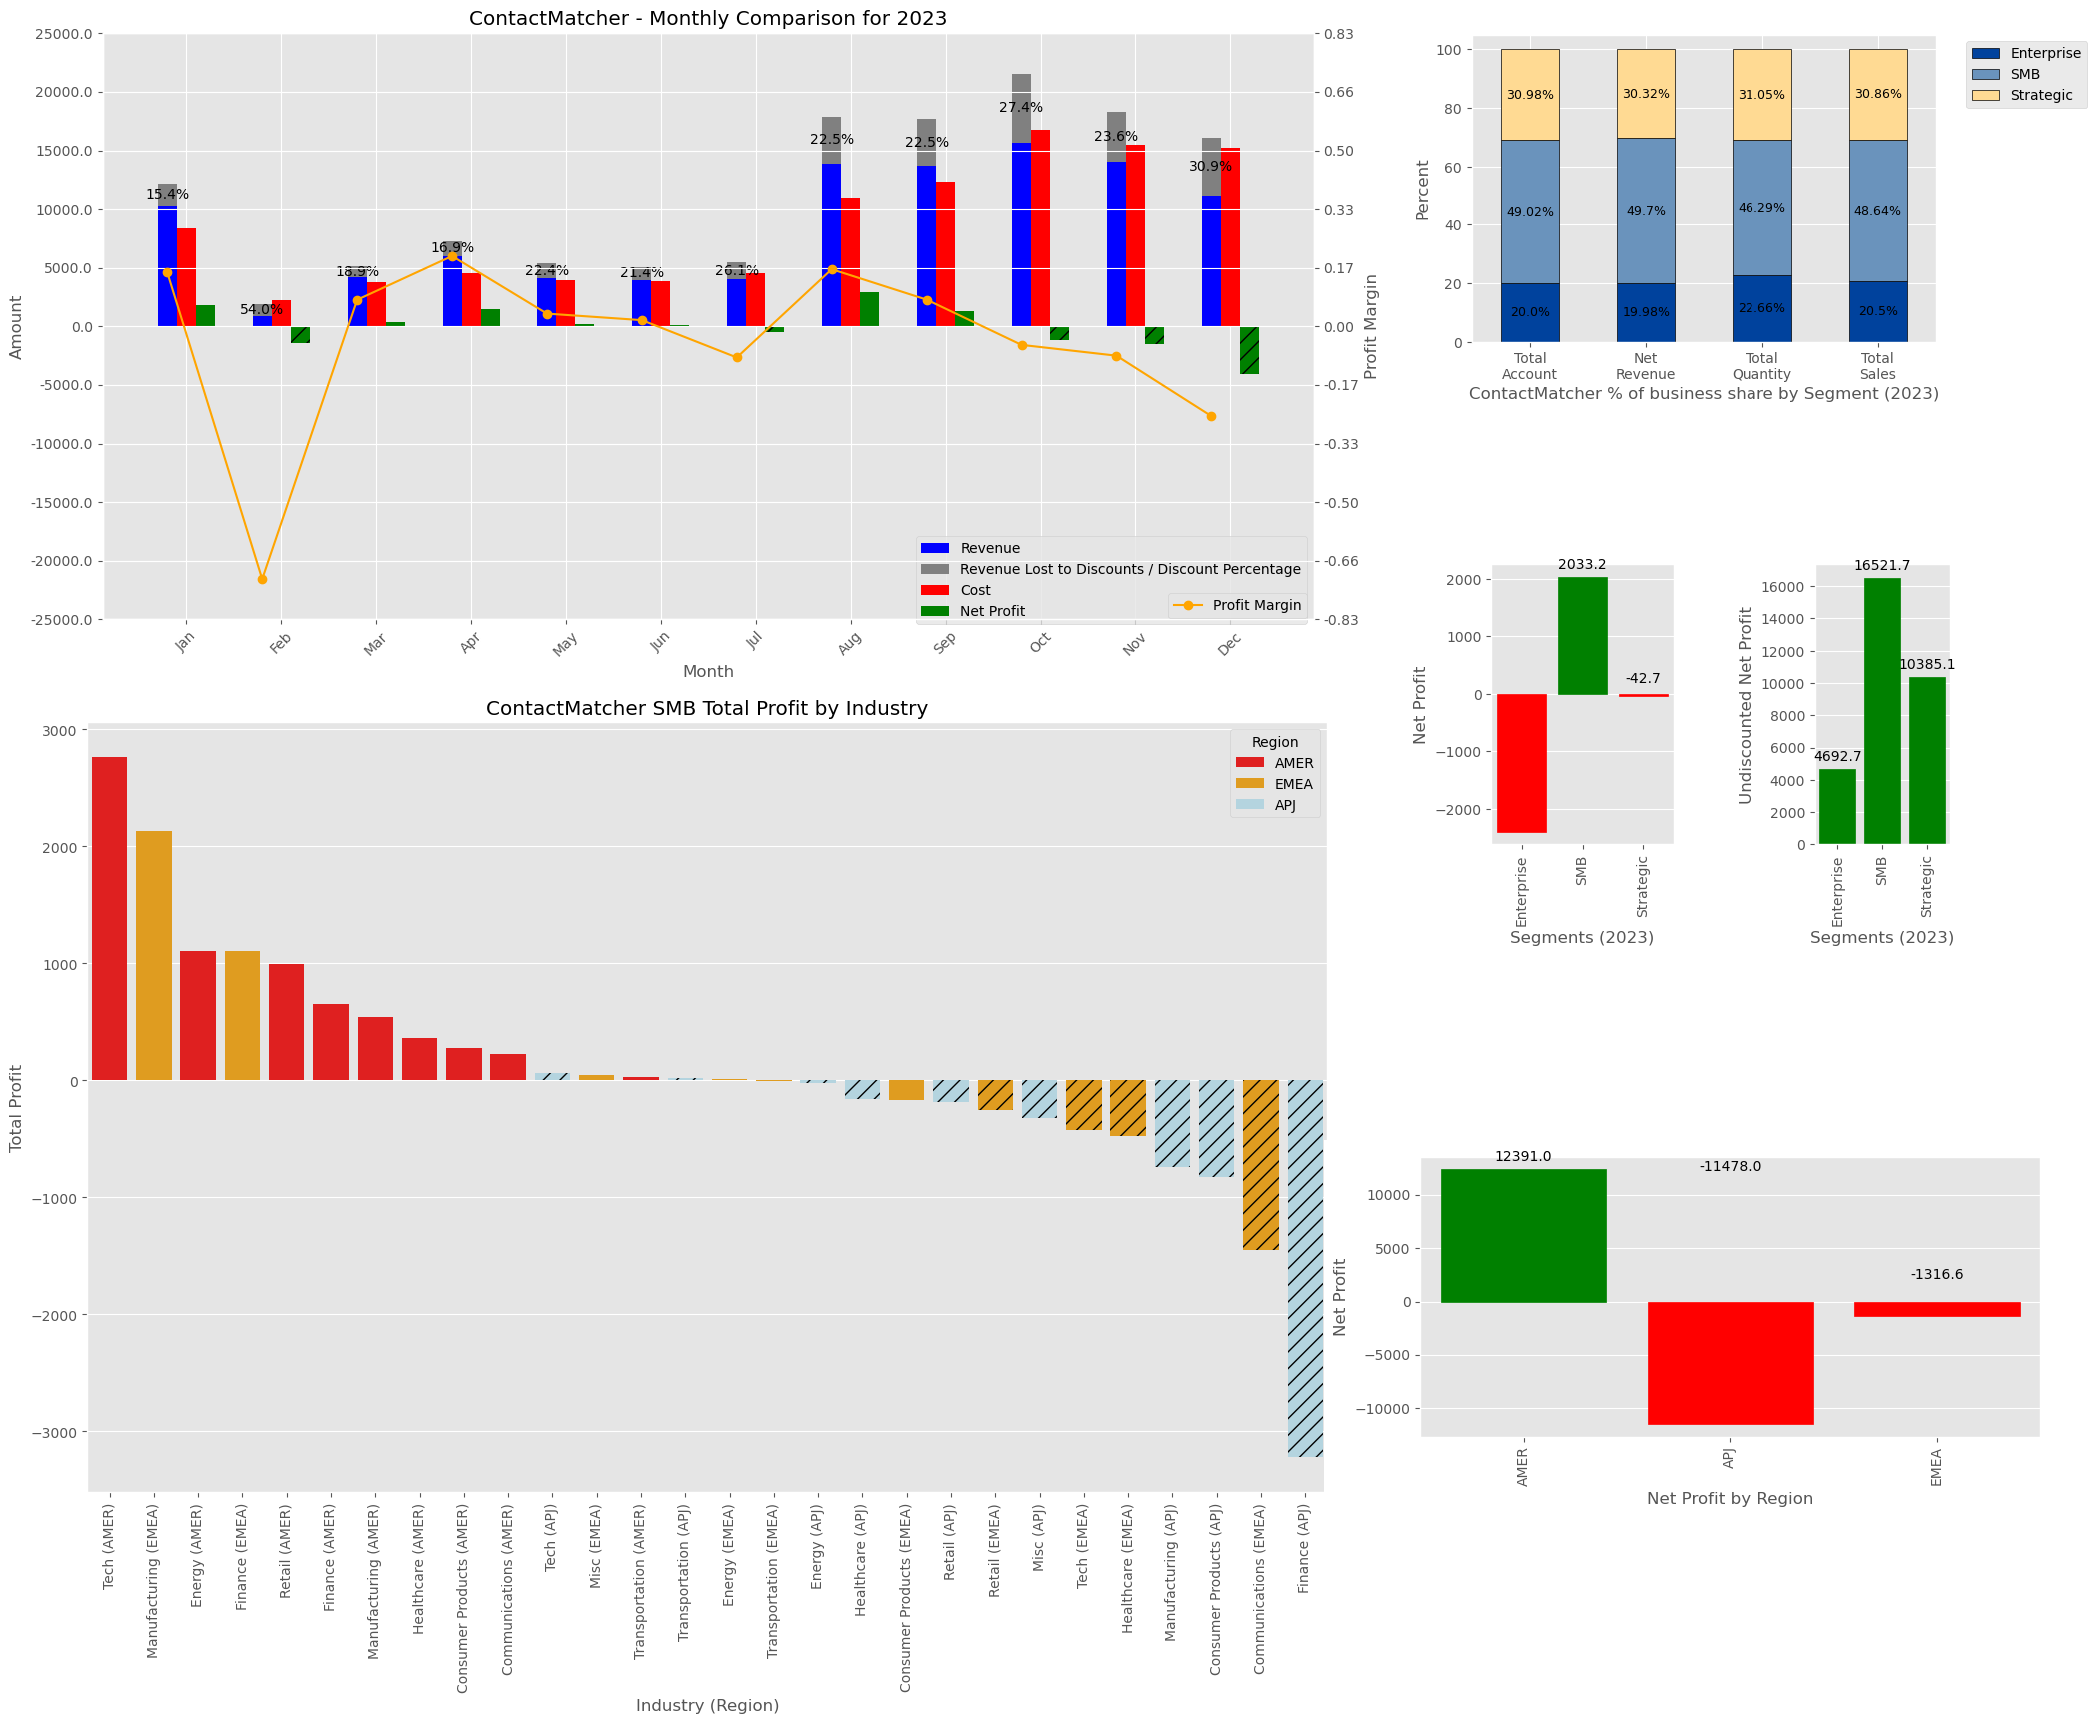 ContactMatcher - Monthly Comparison for 2023
25000.0
20000.0
15000.0
10000.0
5000.0
0.0
-5000.0
-10000.0
-15000.0
-20000.0
-25000.0
Amount
0.83
0.66
0.50
0.33
0.17
0.00
-0.17
-0.33
-0.50
-0.66
-0.83
Profit Margin
15.4%
54.0%
18.9%
16.9%
22.4%
21.4%
26.1%
22.5%
22.5%
27.4%
23.6%
30.9%
Revenue
Revenue Lost to Discounts / Discount Percentage
Cost
Net Profit
Profit Margin
Jan
Feb
Mar
Apr
May
Jun
Jul
Aug
Sep
Oct
Nov
Dec
Month
100
80
60
40
20
0
Percent
30.98%
30.32%
31.05%
30.86%
49.02%
49.7%
46.29%
48.64%
20.0%
19.98%
22.66%
20.5%
Total
Account
Net
Revenue
Total
Quantity
Total
Sales
ContactMatcher % of business share by Segment (2023)
Enterprise
SMB
Strategic
2033.2
-42.7
2000
1000
0
−1000
−2000
Net Profit
Enterprise
SMB
Strategic
Segments (2023)
16521.7
10385.1
4692.7
16000
14000
12000
10000
8000
6000
4000
2000
0
Undiscounted Net Profit
Enterprise
SMB
Strategic
Segments (2023)
ContactMatcher SMB Total Profit by Industry
3000
2000
1000
0
−1000
−2000
−3000
Total Profit
Region
AMER
EMEA
APJ
Tech (AMER)
Manufacturing (EMEA)
Energy (AMER)
Finance (EMEA)
Retail (AMER)
Finance (AMER)
Manufacturing (AMER)
Healthcare (AMER)
Consumer Products (AMER)
Communications (AMER)
Tech (APJ)
Misc (EMEA)
Transportation (AMER)
Transportation (APJ)
Energy (EMEA)
Transportation (EMEA)
Energy (APJ)
Healthcare (APJ)
Consumer Products (EMEA)
Retail (APJ)
Retail (EMEA)
Misc (APJ)
Tech (EMEA)
Healthcare (EMEA)
Manufacturing (APJ)
Consumer Products (APJ)
Communications (EMEA)
Finance (APJ)
Industry (Region)
12391.0
-11478.0
-1316.6
10000
5000
0
−5000
−10000
Net Profit
AMER
APJ
EMEA
Net Profit by Region